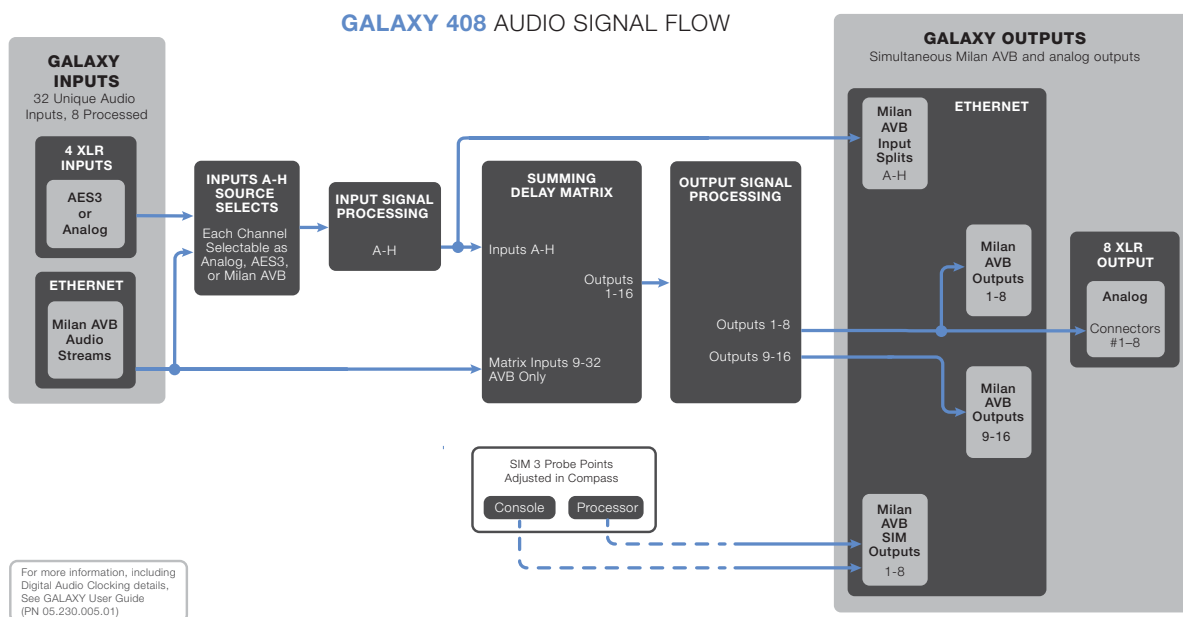 GALAXY 408 AUDIO SIGNAL FLOW
GALAXY
INPUTS
32 Unique Audio
Inputs, 8 Processed
4 XLR
INPUTS
AES3
or
Analog
ETHERNET
Milan AVB
Audio
Streams
INPUTS A-H
SOURCE
SELECTS
Each Channel
Selectable as
Analog, AES3,
or Milan AVB
INPUT SIGNAL
PROCESSING
A-H
SUMMING
DELAY MATRIX
Inputs A-H
Outputs
1-16
Matrix Inputs 9-32
AVB Only
OUTPUT SIGNAL
PROCESSING
Outputs 1-8
Outputs 9-16
GALAXY OUTPUTS
Simultaneous Milan AVB and analog outputs
ETHERNET
Milan
AVB
Input
Splits
A-H
Milan
AVB
Outputs
1-8
8 XLR
OUTPUT
Analog
Connectors
#1–8
Milan
AVB
Outputs
9-16
SIM 3 Probe Points
Adjusted in Compass
Console
Processor
Milan
AVB
SIM
Outputs
1-8
For more information, including
Digital Audio Clocking details,
See GALAXY User Guide
(PN 05.230.005.01)